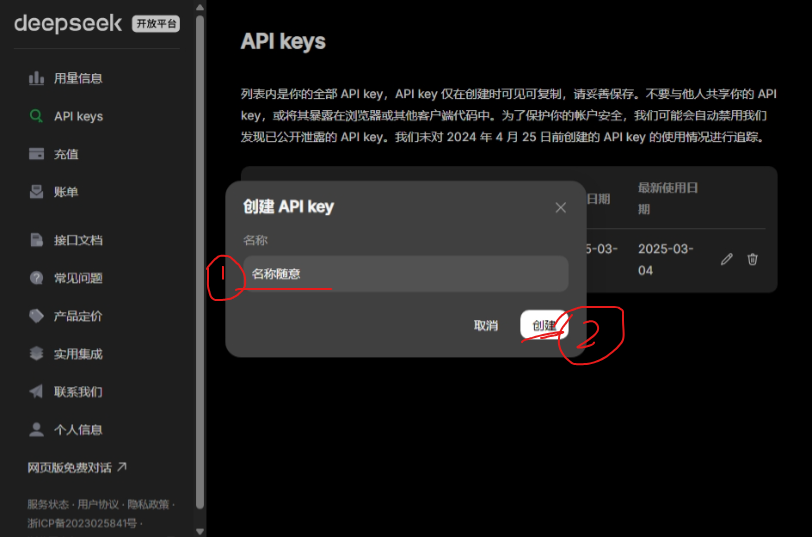 deepseek 开放平台
用量信息
API keys
充值
账单
接口文档
常见问题
产品定价
实用集成
联系我们
个人信息
网页版免费对话 ↗
服务状态 · 用户协议 · 隐私政策 ·
浙ICP备2023025841号 ·
API keys
列表内是你的全部 API key，API key 仅在创建时可见可复制，请妥善保存。不要与他人共享你的 API
key，或将其暴露在浏览器或其他客户端代码中。为了保护你的帐户安全，我们可能会自动禁用我们
发现已公开泄露的 API key。我们未对 2024 年 4 月 25 日前创建的 API key 的使用情况进行追踪。
日期
最新使用日
期
5-03-
2025-03-
04
创建 API key
名称
1
名称随意
取消
创建
2